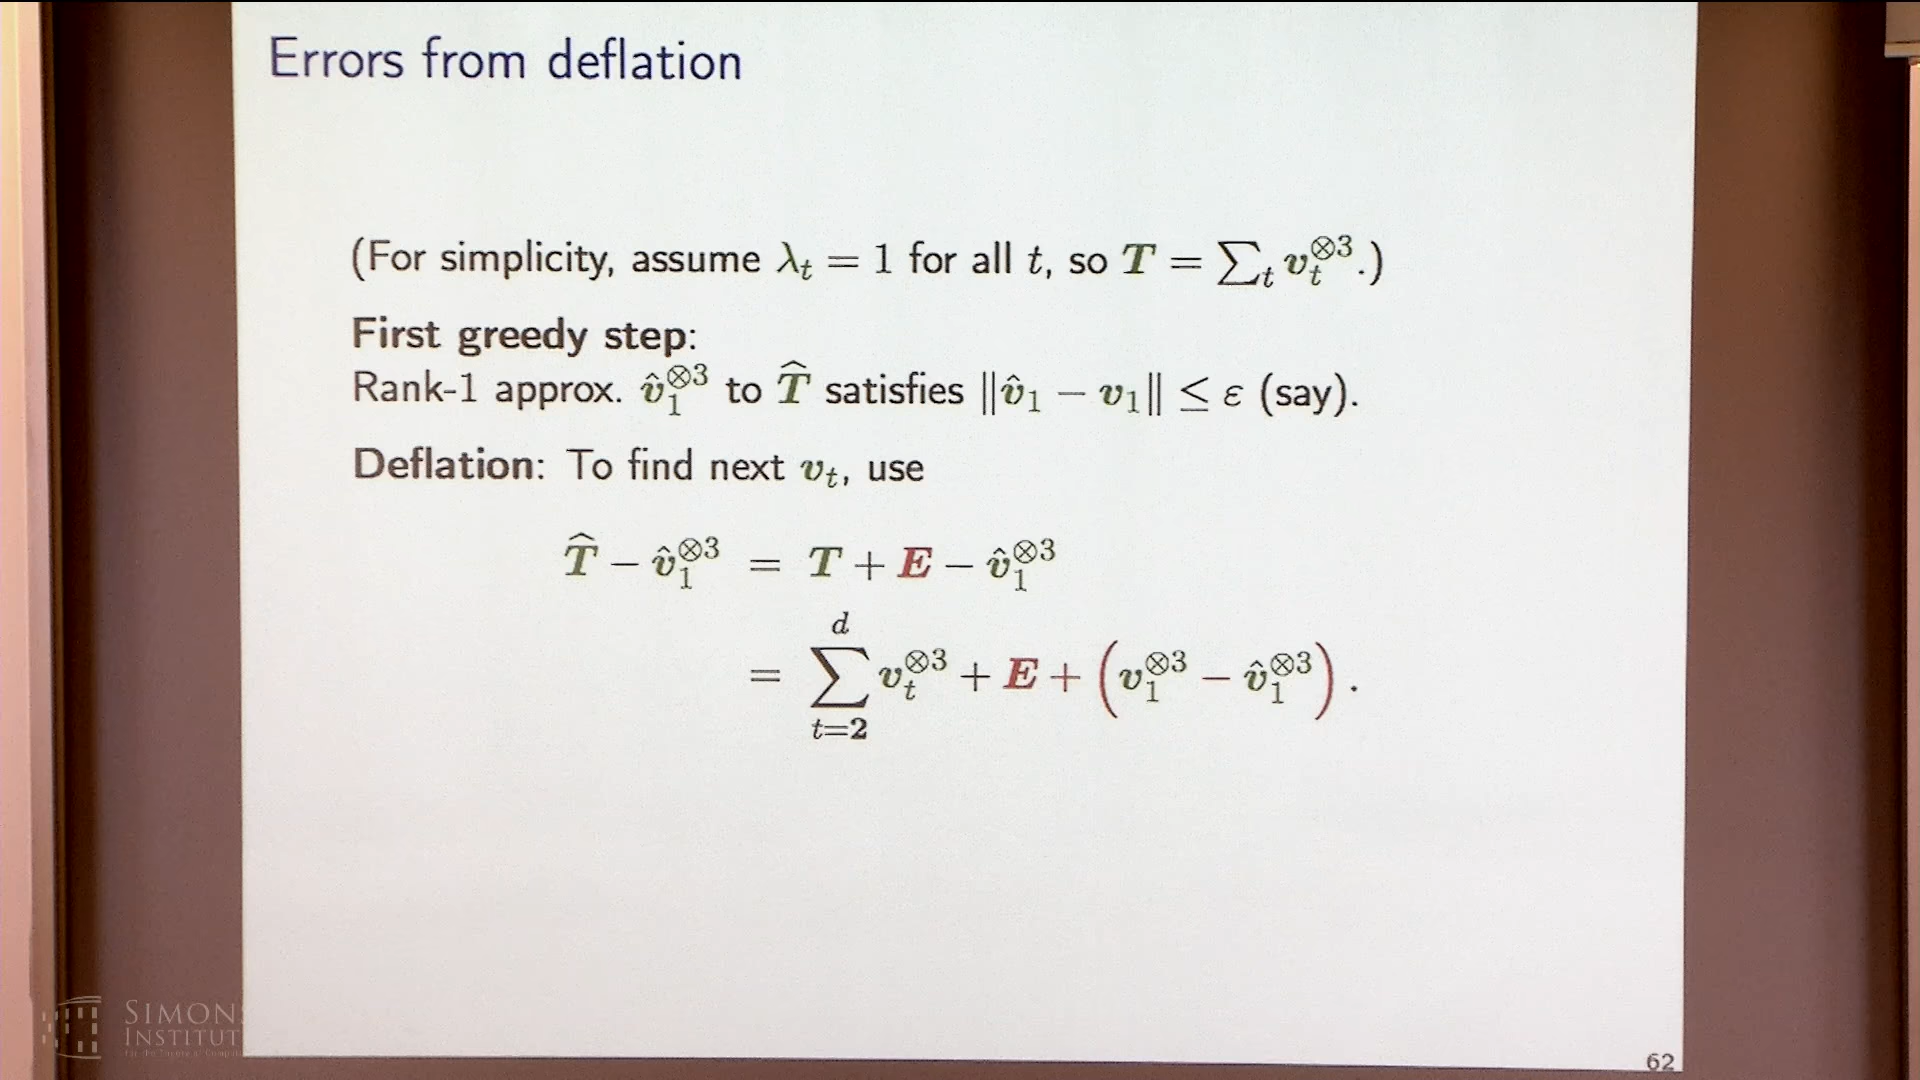 Errors from deflation
(For simplicity, assume λ_t = 1 for all t, so T = ∑_t v_t^{⊗3}.)
First greedy step:
Rank-1 approx. v̂_1^{⊗3} to T̂ satisfies ‖v̂_1 − v_1‖ ≤ ε (say).
Deflation: To find next v_t, use
T̂ − v̂_1^{⊗3} = T + E − v̂_1^{⊗3}
= ∑_{t=2}^{d} v_t^{⊗3} + E + (v_1^{⊗3} − v̂_1^{⊗3}).
SIMONS
INSTITUT
62